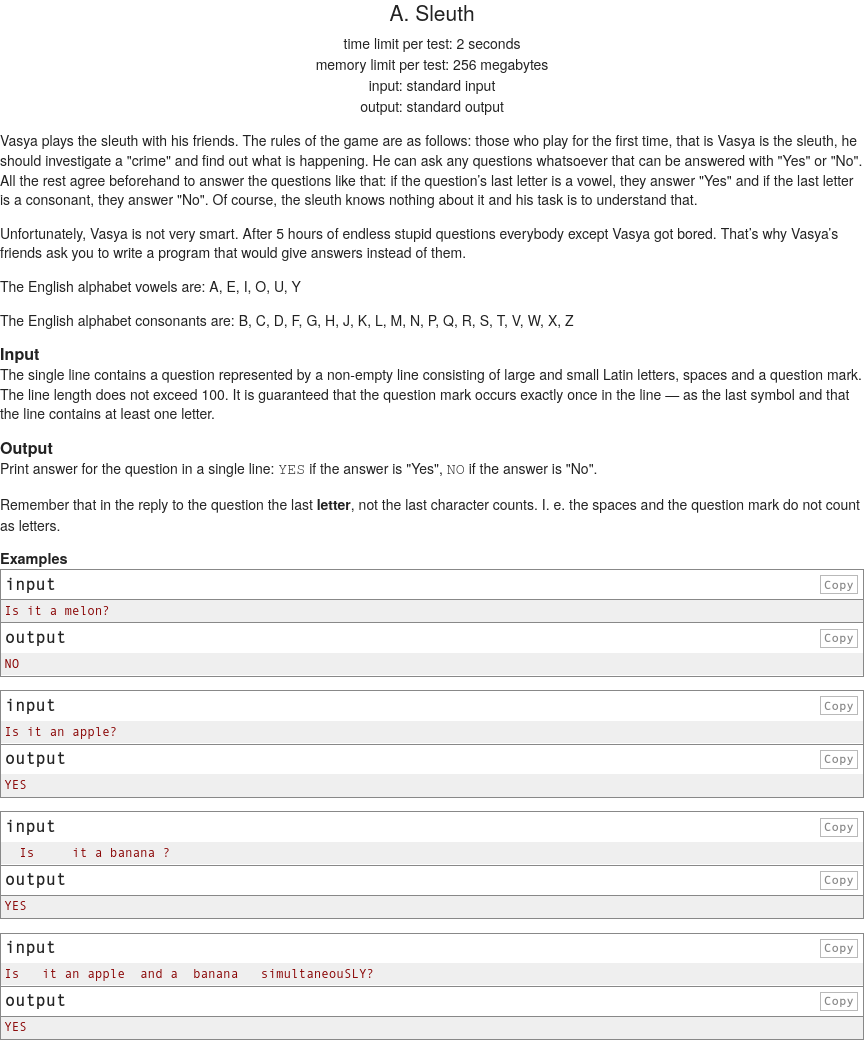 A. Sleuth
time limit per test: 2 seconds
memory limit per test: 256 megabytes
input: standard input
output: standard output
Vasya plays the sleuth with his friends. The rules of the game are as follows: those who play for the first time, that is Vasya is the sleuth, he
should investigate a "crime" and find out what is happening. He can ask any questions whatsoever that can be answered with "Yes" or "No".
All the rest agree beforehand to answer the questions like that: if the question’s last letter is a vowel, they answer "Yes" and if the last letter
is a consonant, they answer "No". Of course, the sleuth knows nothing about it and his task is to understand that.
Unfortunately, Vasya is not very smart. After 5 hours of endless stupid questions everybody except Vasya got bored. That’s why Vasya’s
friends ask you to write a program that would give answers instead of them.
The English alphabet vowels are: A, E, I, O, U, Y
The English alphabet consonants are: B, C, D, F, G, H, J, K, L, M, N, P, Q, R, S, T, V, W, X, Z
Input
The single line contains a question represented by a non-empty line consisting of large and small Latin letters, spaces and a question mark.
The line length does not exceed 100. It is guaranteed that the question mark occurs exactly once in the line — as the last symbol and that
the line contains at least one letter.
Output
Print answer for the question in a single line: YES if the answer is "Yes", NO if the answer is "No".
Remember that in the reply to the question the last letter, not the last character counts. I. e. the spaces and the question mark do not count
as letters.
Examples
input Copy
Is it a melon?
output Copy
NO
input Copy
Is it an apple?
output Copy
YES
input Copy
  Is     it a banana ?
output Copy
YES
input Copy
Is   it an apple  and a  banana   simultaneouSLY?
output Copy
YES